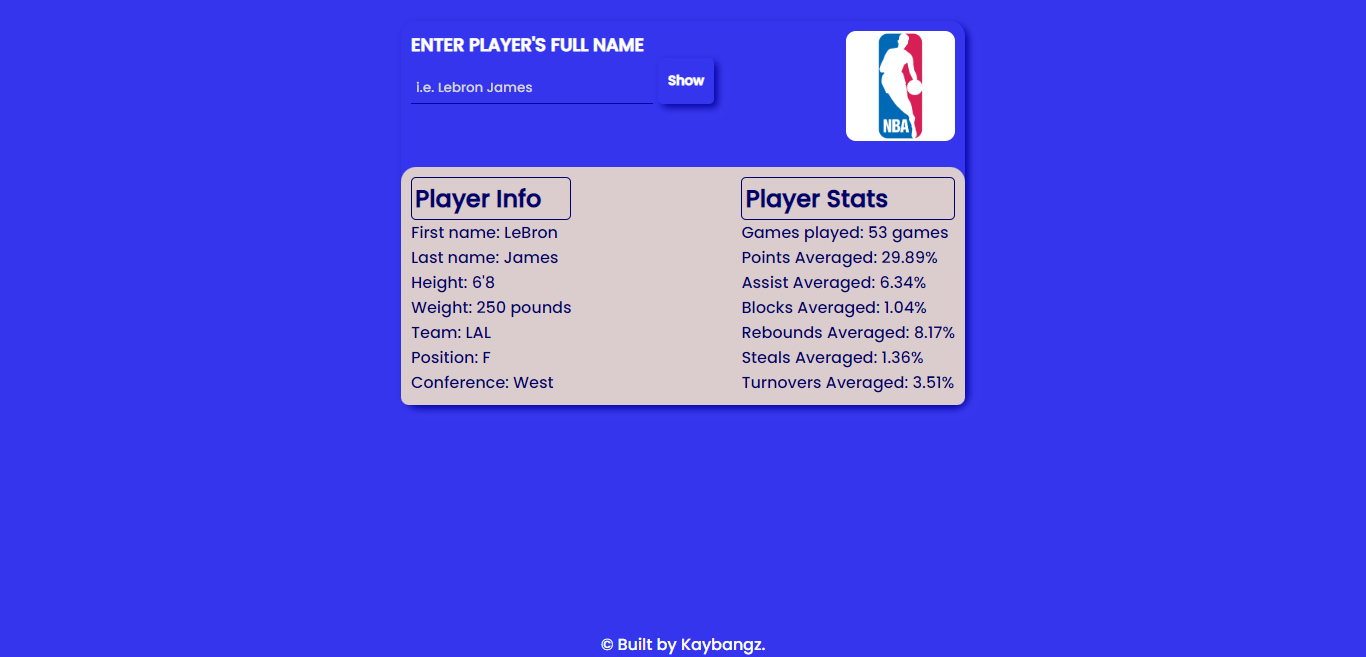 ENTER PLAYER'S FULL NAME
i.e. Lebron James
Show
NBA
Player Info
First name: LeBron
Last name: James
Height: 6'8
Weight: 250 pounds
Team: LAL
Position: F
Conference: West
Player Stats
Games played: 53 games
Points Averaged: 29.89%
Assist Averaged: 6.34%
Blocks Averaged: 1.04%
Rebounds Averaged: 8.17%
Steals Averaged: 1.36%
Turnovers Averaged: 3.51%
© Built by Kaybangz.